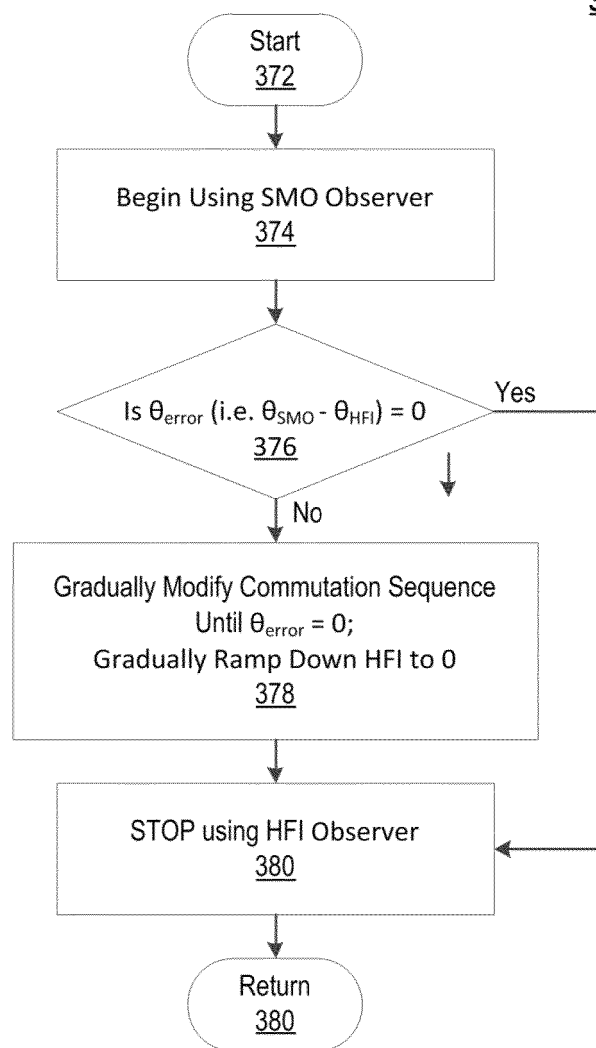 Start
372
Begin Using SMO Observer
374
Is θerror (i.e. θSMO - θHFI) = 0
376
Yes
No
Gradually Modify Commutation Sequence
Until θerror = 0;
Gradually Ramp Down HFI to 0
378
STOP using HFI Observer
380
Return
380